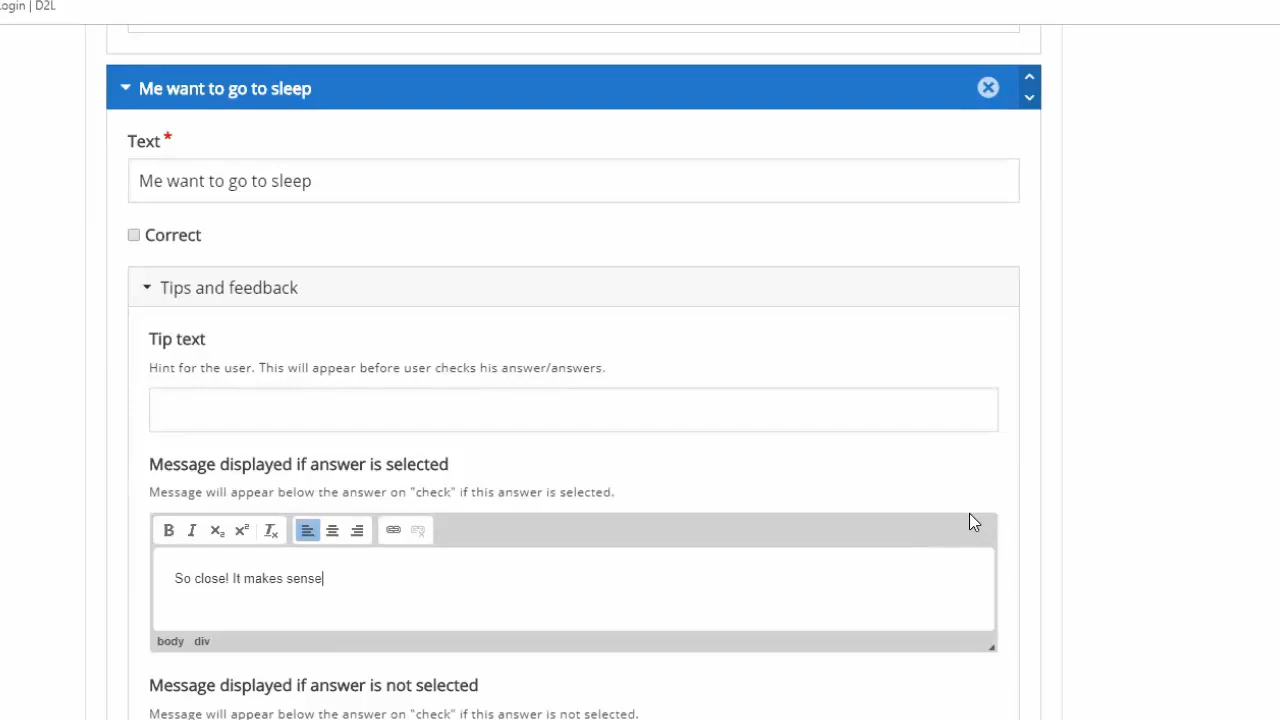 Login | D2L
Me want to go to sleep
Text *
Me want to go to sleep
Correct
Tips and feedback
Tip text
Hint for the user. This will appear before user checks his answer/answers.
Message displayed if answer is selected
Message will appear below the answer on "check" if this answer is selected.
B I x₂ x² Iₓ
So close! It makes sense
body div
Message displayed if answer is not selected
Message will appear below the answer on "check" if this answer is not selected.